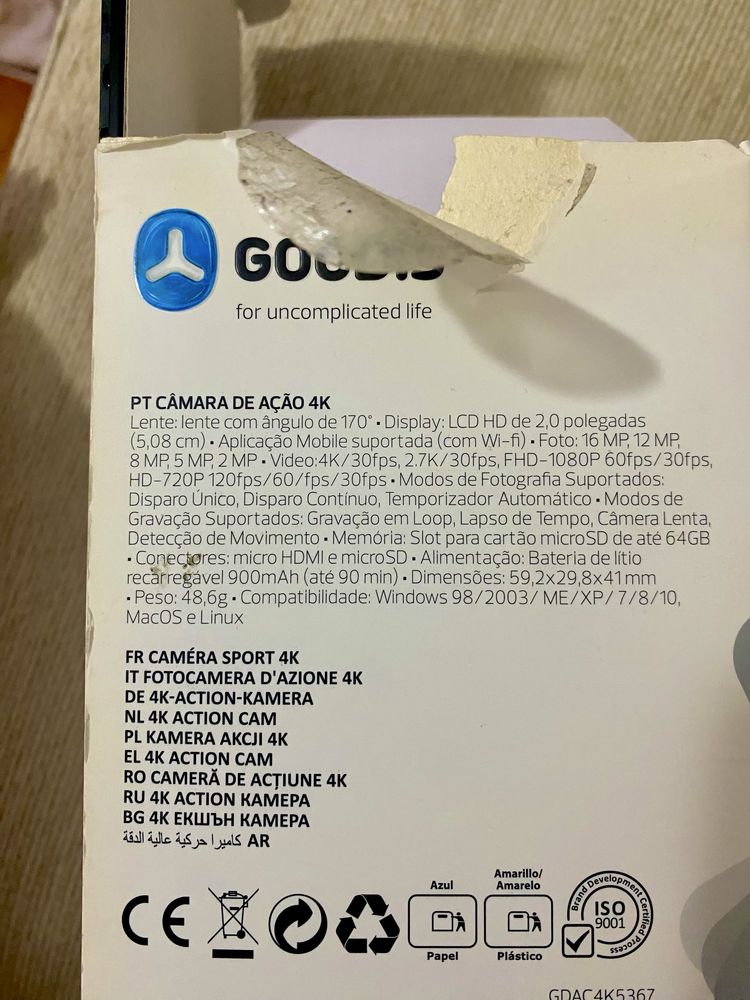 GOODIS
for uncomplicated life
PT CÂMARA DE AÇÃO 4K
Lente: lente com ângulo de 170° • Display: LCD HD de 2,0 polegadas
(5,08 cm) • Aplicação Mobile suportada (com Wi-fi) • Foto: 16 MP, 12 MP,
8 MP, 5 MP, 2 MP • Video:4K/30fps, 2.7K/30fps, FHD-1080P 60fps/30fps,
HD-720P 120fps/60/fps/30fps • Modos de Fotografia Suportados:
Disparo Único, Disparo Contínuo, Temporizador Automático • Modos de
Gravação Suportados: Gravação em Loop, Lapso de Tempo, Câmera Lenta,
Detecção de Movimento • Memória: Slot para cartão microSD de até 64GB
• Conectores: micro HDMI e microSD • Alimentação: Bateria de lítio
recarregável 900mAh (até 90 min) • Dimensões: 59,2x29,8x41 mm
• Peso: 48,6g • Compatibilidade: Windows 98/2003/ ME/XP/ 7/8/10,
MacOS e Linux
FR CAMÉRA SPORT 4K
IT FOTOCAMERA D'AZIONE 4K
DE 4K-ACTION-KAMERA
NL 4K ACTION CAM
PL KAMERA AKCJI 4K
EL 4K ACTION CAM
RO CAMERĂ DE ACȚIUNE 4K
RU 4K ACTION КАМЕРА
BG 4K ЕКШЪН КАМЕРА
AR كاميرا حركية عالية الدقة
CE
Azul
Papel
Amarillo/
Amarelo
Plástico
Brand Development Certified Process
ISO
9001
GDAC4K5367